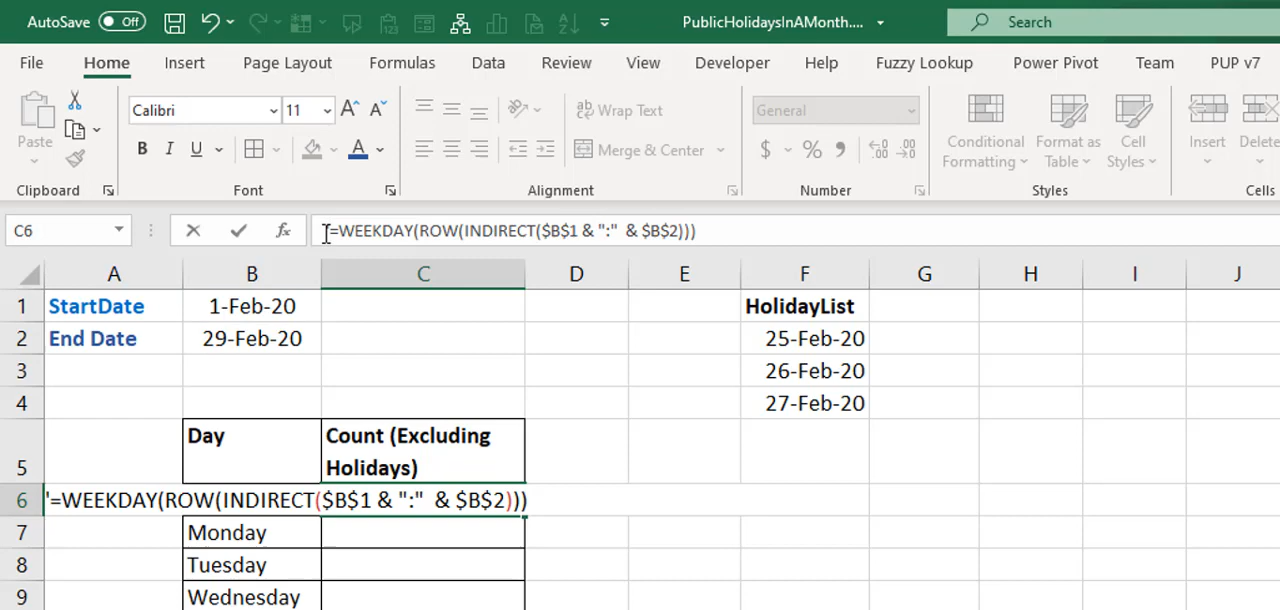 AutoSave Off PublicHolidaysInAMonth.... Search
File Home Insert Page Layout Formulas Data Review View Developer Help Fuzzy Lookup Power Pivot Team PUP v7
Calibri 11 A A ab Wrap Text General
Paste B I U A Merge & Center $ % Conditional Format as Cell Insert Delete
Formatting Table Styles
Clipboard Font Alignment Number Styles Cells
C6 fx '=WEEKDAY(ROW(INDIRECT($B$1 & ":"  & $B$2)))
A B C D E F G H I J
1 StartDate 1-Feb-20 HolidayList
2 End Date 29-Feb-20 25-Feb-20
3 26-Feb-20
4 27-Feb-20
Day Count (Excluding
5 Holidays)
6 '=WEEKDAY(ROW(INDIRECT($B$1 & ":"  & $B$2)))
7 Monday
8 Tuesday
9 Wednesday